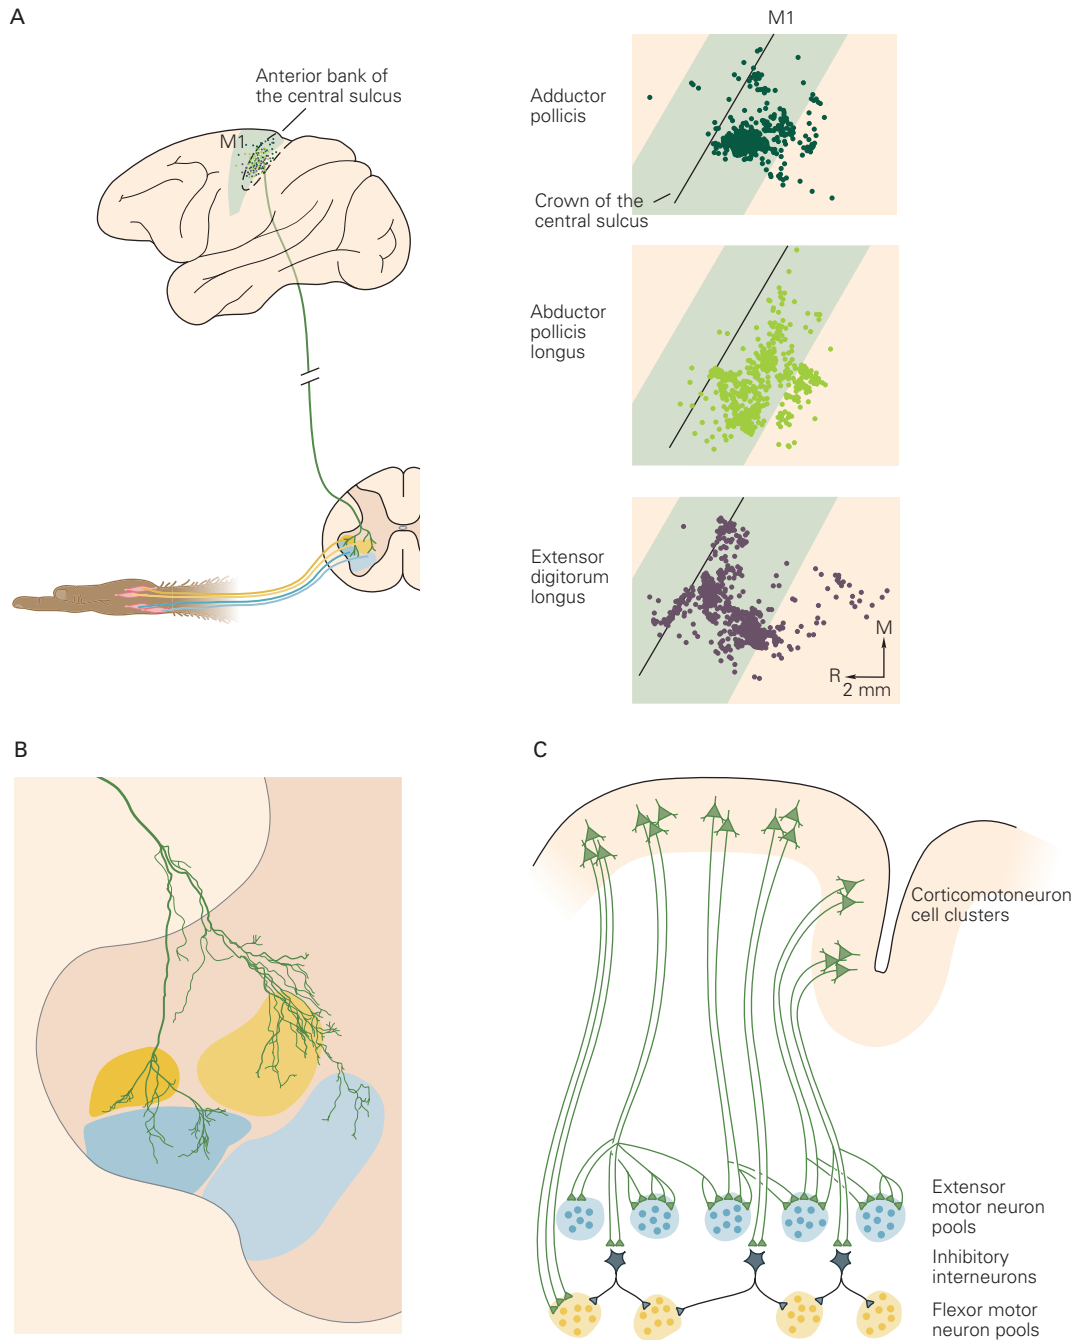 A
Anterior bank of
the central sulcus
M1
M1
Adductor
pollicis
Crown of the
central sulcus
Abductor
pollicis
longus
Extensor
digitorum
longus
M
R
2 mm
B
C
Corticomotoneuron
cell clusters
Extensor
motor neuron
pools
Inhibitory
interneurons
Flexor motor
neuron pools